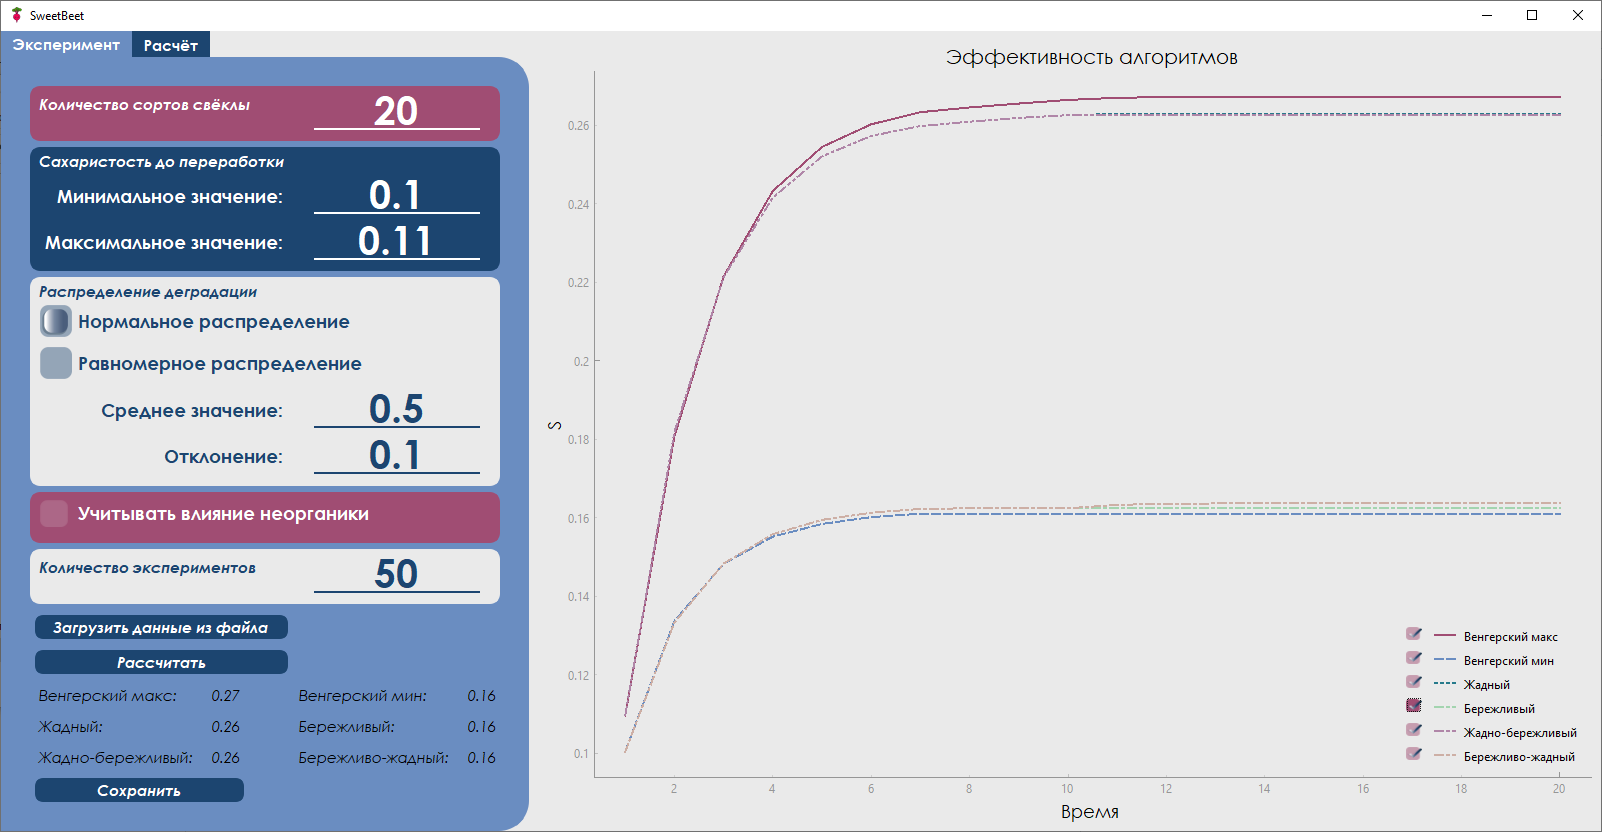 SweetBeet
Эксперимент Расчёт
Количество сортов свёклы 20
Сахаристость до переработки
Минимальное значение: 0.1
Максимальное значение: 0.11
Распределение деградации
Нормальное распределение
Равномерное распределение
Среднее значение: 0.5
Отклонение: 0.1
Учитывать влияние неорганики
Количество экспериментов 50
Загрузить данные из файла
Рассчитать
Венгерский макс: 0.27 Венгерский мин: 0.16
Жадный: 0.26 Бережливый: 0.16
Жадно-бережливый: 0.26 Бережливо-жадный: 0.16
Сохранить
Эффективность алгоритмов
S
0.26
0.24
0.22
0.2
0.18
0.16
0.14
0.12
0.1
2 4 6 8 10 12 14 16 18 20
Время
Венгерский макс
Венгерский мин
Жадный
Бережливый
Жадно-бережливый
Бережливо-жадный